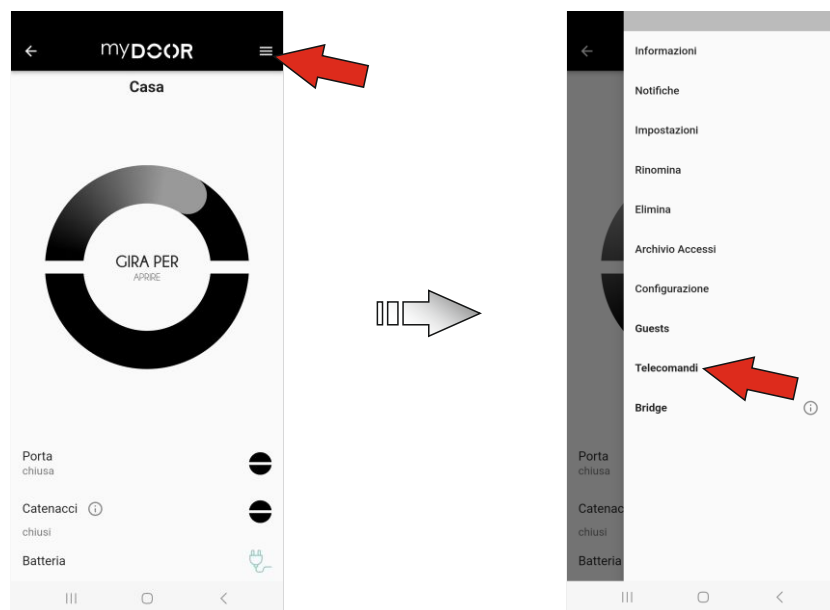 myDOOR
Casa
GIRA PER
APRIRE
Porta
chiusa
Catenacci
chiusi
Batteria
Informazioni
Notifiche
Impostazioni
Rinomina
Elimina
Archivio Accessi
Configurazione
Guests
Telecomandi
Bridge
Porta
chiusa
Catenac
chiusi
Batteria